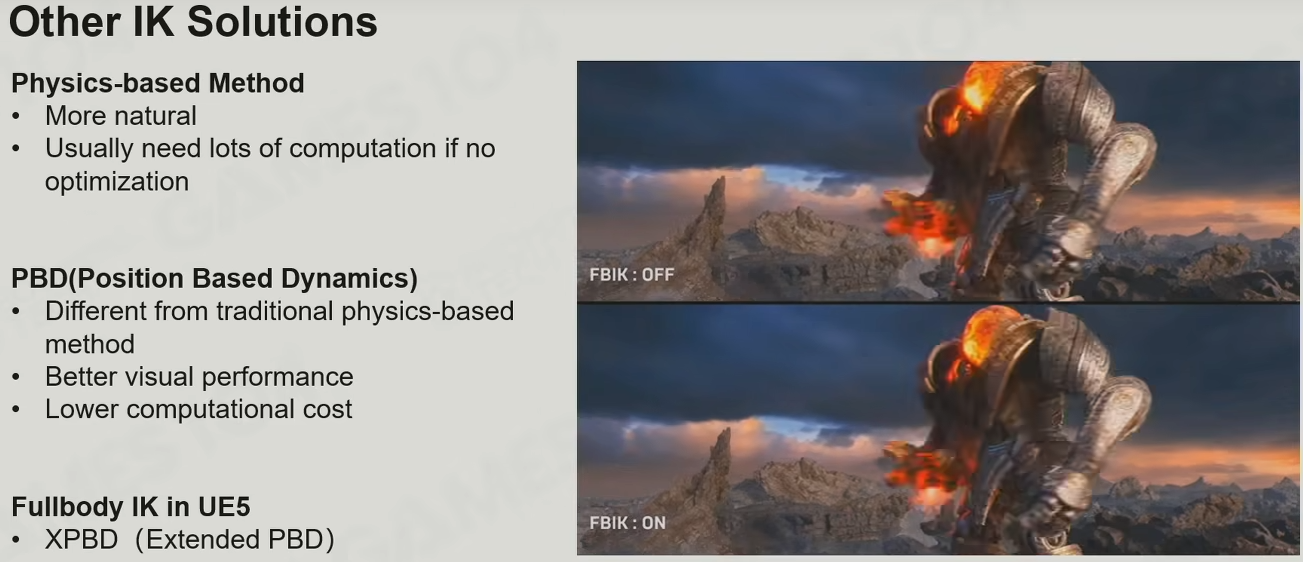 Other IK Solutions
Physics-based Method
• More natural
• Usually need lots of computation if no
optimization
PBD(Position Based Dynamics)
• Different from traditional physics-based
method
• Better visual performance
• Lower computational cost
Fullbody IK in UE5
• XPBD（Extended PBD）
FBIK : OFF
FBIK : ON
GAMES104